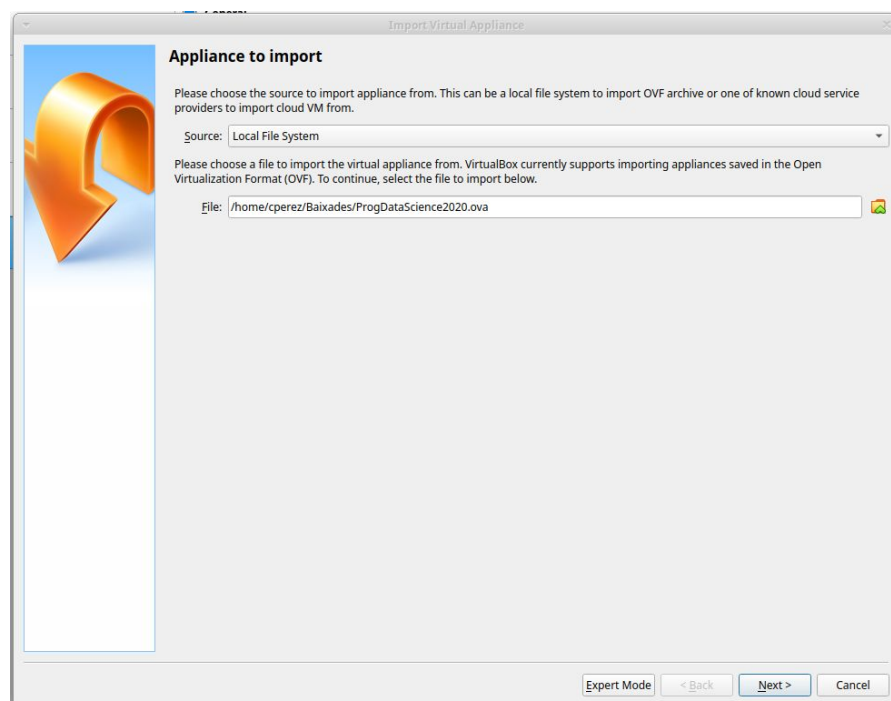 General
Import Virtual Appliance
Appliance to import
Please choose the source to import appliance from. This can be a local file system to import OVF archive or one of known cloud service
providers to import cloud VM from.
Source: Local File System
Please choose a file to import the virtual appliance from. VirtualBox currently supports importing appliances saved in the Open
Virtualization Format (OVF). To continue, select the file to import below.
File: /home/cperez/Baixades/ProgDataScience2020.ova
Expert Mode < Back Next > Cancel